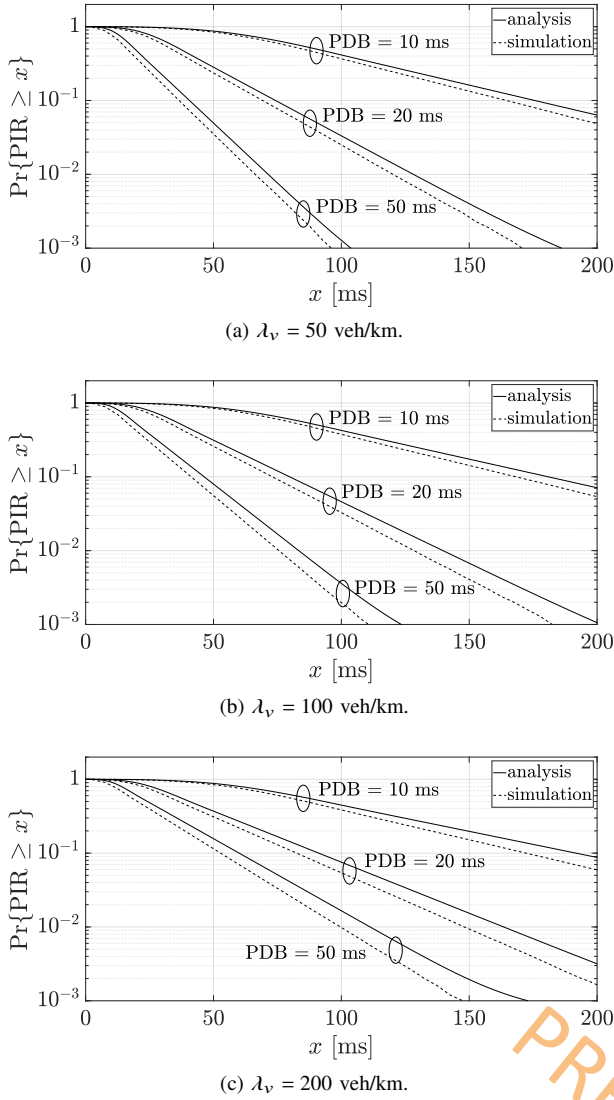 1
10⁻¹
10⁻²
10⁻³
Pr{PIR ≥ x}
analysis
simulation
PDB = 10 ms
PDB = 20 ms
PDB = 50 ms
0 50 100 150 200
x [ms]
(a) λᵥ = 50 veh/km.
1
10⁻¹
10⁻²
10⁻³
Pr{PIR ≥ x}
analysis
simulation
PDB = 10 ms
PDB = 20 ms
PDB = 50 ms
0 50 100 150 200
x [ms]
(b) λᵥ = 100 veh/km.
1
10⁻¹
10⁻²
10⁻³
Pr{PIR ≥ x}
analysis
simulation
PDB = 10 ms
PDB = 20 ms
PDB = 50 ms
0 50 100 150 200
x [ms]
(c) λᵥ = 200 veh/km.